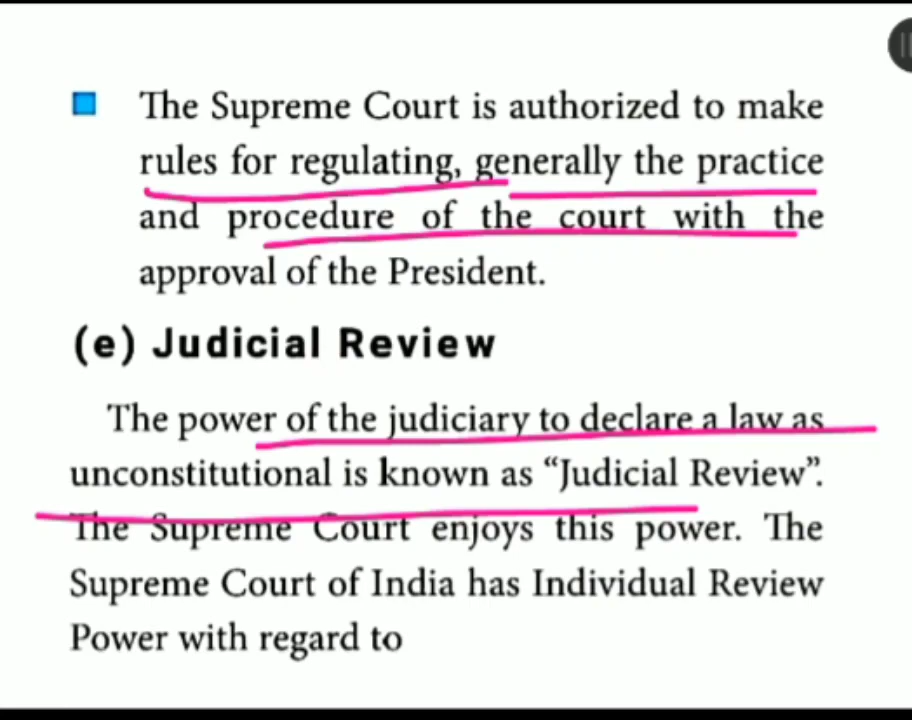 The Supreme Court is authorized to make
rules for regulating, generally the practice
and procedure of the court with the
approval of the President.
(e) Judicial Review
The power of the judiciary to declare a law as
unconstitutional is known as “Judicial Review”.
The Supreme Court enjoys this power. The
Supreme Court of India has Individual Review
Power with regard to